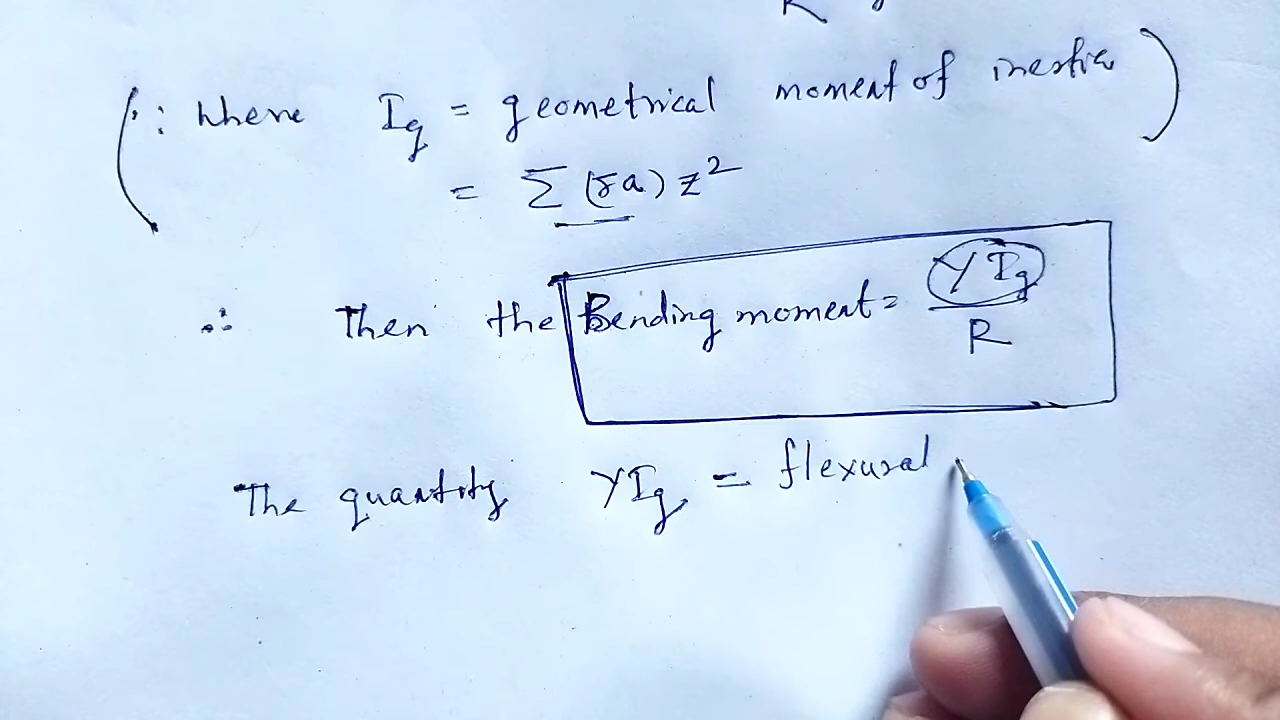 R
(∵ where I_g = geometrical moment of inertia)
= Σ (δa) z²
∴ Then the Bending moment = YI_g / R
The quantity YI_g = flexural